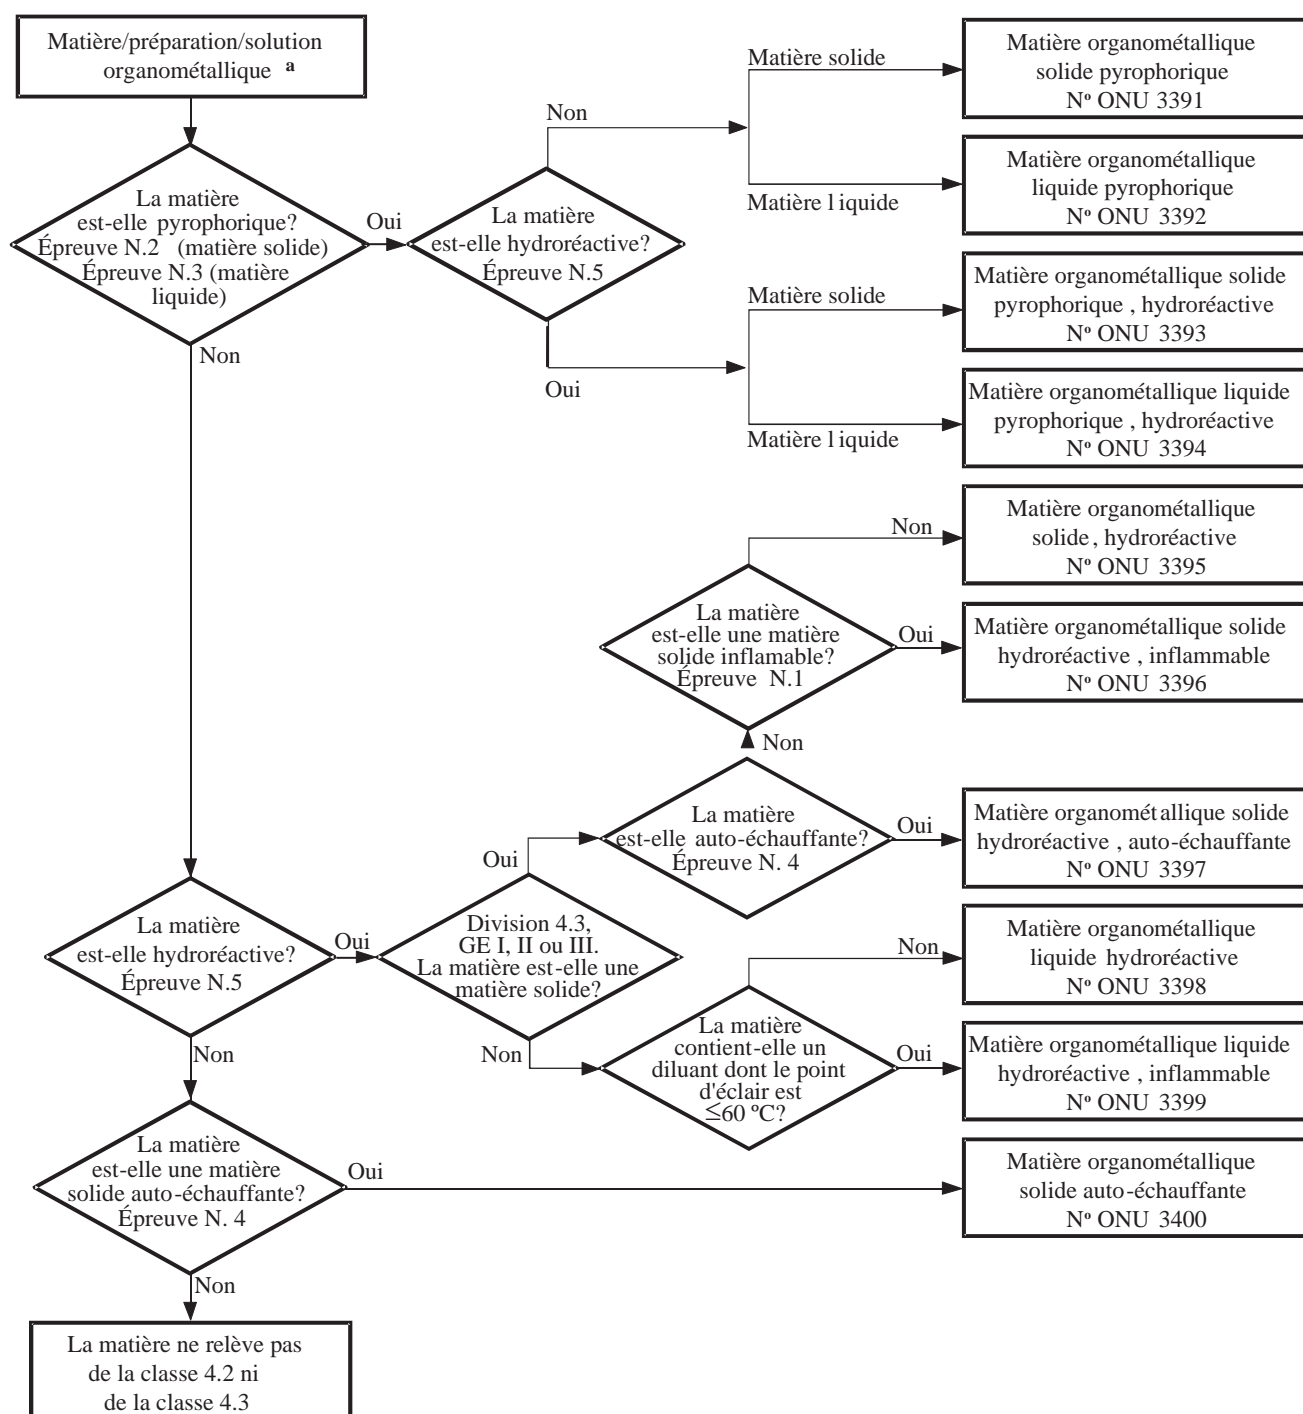 Matière/préparation/solution
organométallique a
La matière
est-elle pyrophorique?
Épreuve N.2 (matière solide)
Épreuve N.3 (matière
liquide)
Oui
Non
La matière
est-elle hydroréactive?
Épreuve N.5
Non
Oui
Matière solide
Matière liquide
Matière solide
Matière liquide
Matière organométallique
solide pyrophorique
Nº ONU 3391
Matière organométallique
liquide pyrophorique
Nº ONU 3392
Matière organométallique solide
pyrophorique , hydroréactive
Nº ONU 3393
Matière organométallique liquide
pyrophorique , hydroréactive
Nº ONU 3394
Non
Matière organométallique
solide, hydroréactive
Nº ONU 3395
La matière
est-elle une matière
solide inflamable?
Épreuve N.1
Oui
Matière organométallique solide
hydroréactive , inflammable
Nº ONU 3396
Non
La matière
est-elle auto-échauffante?
Épreuve N. 4
Oui
Matière organométallique solide
hydroréactive , auto-échauffante
Nº ONU 3397
Oui
La matière
est-elle hydroréactive?
Épreuve N.5
Oui
Division 4.3,
GE I, II ou III.
La matière est-elle une
matière solide?
Non
Matière organométallique
liquide hydroréactive
Nº ONU 3398
Non
Non
La matière
contient-elle un
diluant dont le point
d'éclair est
≤60 ºC?
Oui
Matière organométallique liquide
hydroréactive , inflammable
Nº ONU 3399
La matière
est-elle une matière
solide auto-échauffante?
Épreuve N. 4
Oui
Matière organométallique
solide auto-échauffante
Nº ONU 3400
Non
La matière ne relève pas
de la classe 4.2 ni
de la classe 4.3